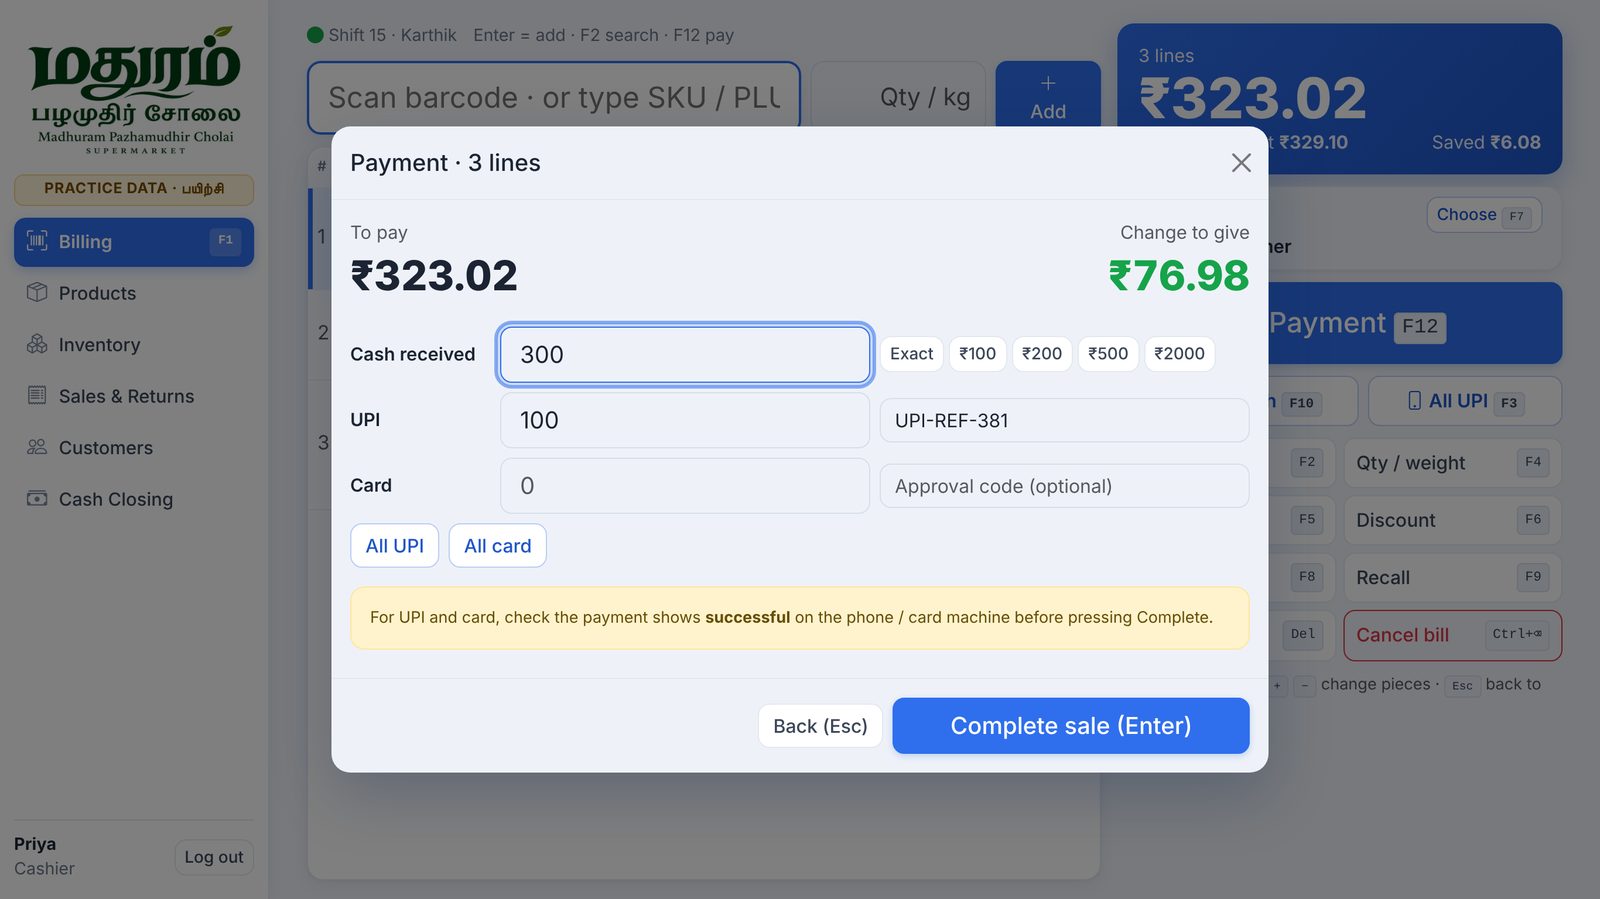 மதுரம்
பழமுதிர் சோலை
Madhuram Pazhamudhir Cholai
SUPERMARKET
PRACTICE DATA · பயிற்சி
Billing F1
Products
Inventory
Sales & Returns
Customers
Cash Closing
Priya
Cashier
Log out
Shift 15 · Karthik Enter = add · F2 search · F12 pay
Scan barcode · or type SKU / PLU
Qty / kg
+ Add
3 lines
₹323.02
₹329.10
Saved ₹6.08
#
1
2
3
Choose F7
Payment F12
F10
All UPI F3
F2
Qty / weight F4
F5
Discount F6
F8
Recall F9
Del
Cancel bill Ctrl+⌫
+ − change pieces · Esc back to
Payment · 3 lines
To pay
₹323.02
Change to give
₹76.98
Cash received 300 Exact ₹100 ₹200 ₹500 ₹2000
UPI 100 UPI-REF-381
Card 0 Approval code (optional)
All UPI All card
For UPI and card, check the payment shows successful on the phone / card machine before pressing Complete.
Back (Esc) Complete sale (Enter)